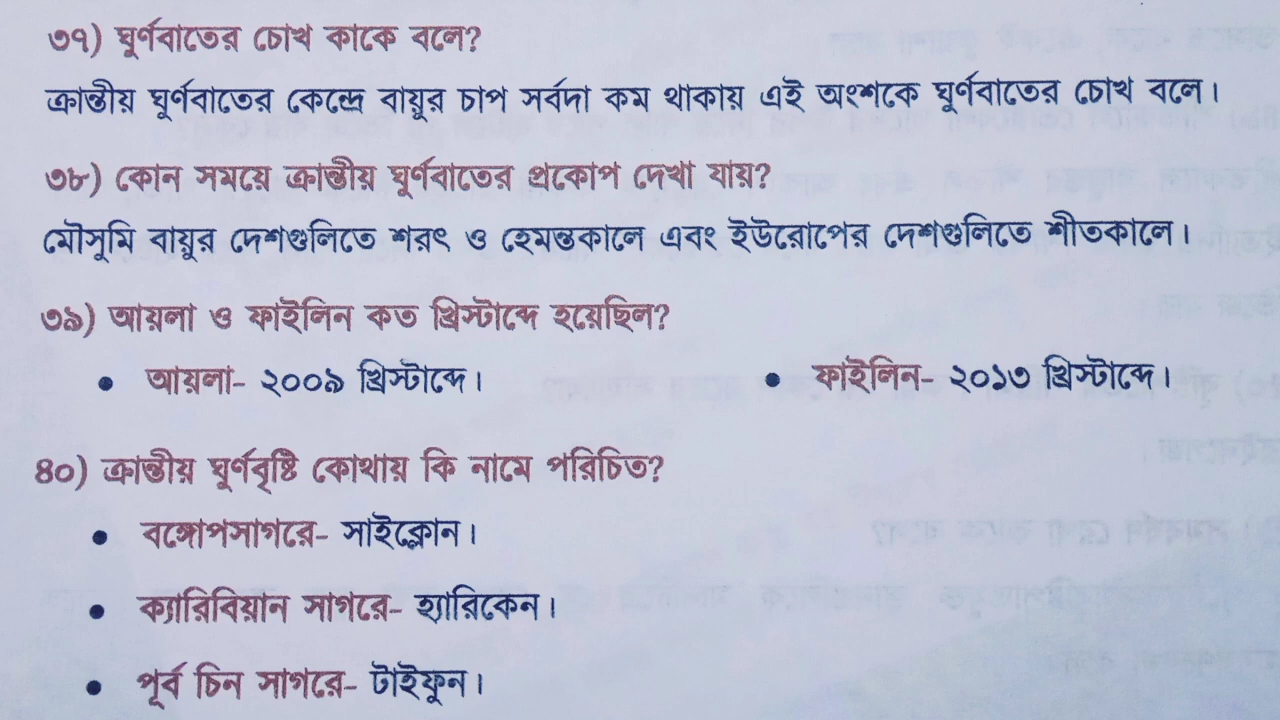 ৩৭) ঘুর্ণবাতের চোখ কাকে বলে?
ক্রান্তীয় ঘুর্ণবাতের কেন্দ্রে বায়ুর চাপ সর্বদা কম থাকায় এই অংশকে ঘুর্ণবাতের চোখ বলে।
৩৮) কোন সময়ে ক্রান্তীয় ঘুর্ণবাতের প্রকোপ দেখা যায়?
মৌসুমি বায়ুর দেশগুলিতে শরৎ ও হেমন্তকালে এবং ইউরোপের দেশগুলিতে শীতকালে।
৩৯) আয়লা ও ফাইলিন কত খ্রিস্টাব্দে হয়েছিল?
• আয়লা- ২০০৯ খ্রিস্টাব্দে। • ফাইলিন- ২০১৩ খ্রিস্টাব্দে।
৪০) ক্রান্তীয় ঘুর্ণবৃষ্টি কোথায় কি নামে পরিচিত?
• বঙ্গোপসাগরে- সাইক্লোন।
• ক্যারিবিয়ান সাগরে- হ্যারিকেন।
• পূর্ব চিন সাগরে- টাইফুন।